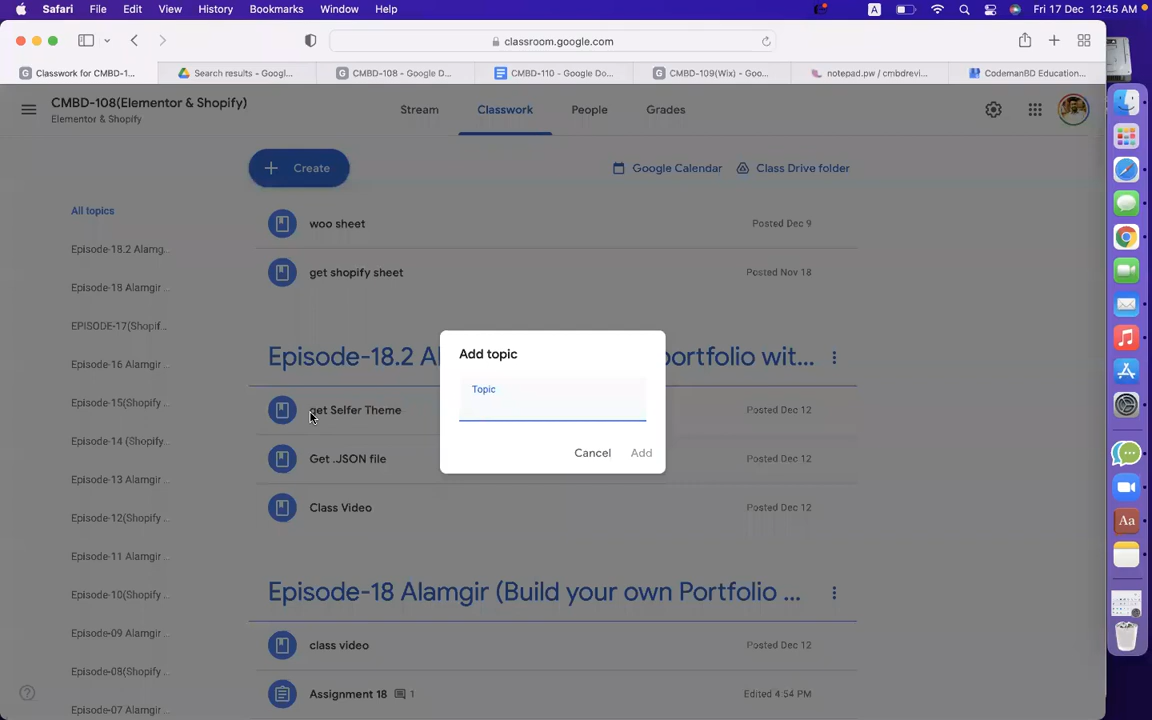 Safari File Edit View History Bookmarks Window Help
A Fri 17 Dec 12:45 AM
classroom.google.com
Classwork for CMBD-1...
Search results - Googl...
CMBD-108 - Google D...
CMBD-110 - Google Do...
CMBD-109(Wix) - Goo...
notepad.pw / cmbdrevi...
CodemanBD Education...
CMBD-108(Elementor & Shopify)
Elementor & Shopify
Stream Classwork People Grades
+ Create
Google Calendar
Class Drive folder
All topics
Episode-18.2 Alamg...
Episode-18 Alamgir ...
EPISODE-17(Shopif...
Episode-16 Alamgir ...
Episode-15(Shopify...
Episode-14 (Shopify...
Episode-13 Alamgir ...
Episode-12(Shopify ...
Episode-11 Alamgir ...
Episode-10(Shopify ...
Episode-09 Alamgir ...
Episode-08(Shopify ...
Episode-07 Alamgir ...
woo sheet Posted Dec 9
get shopify sheet Posted Nov 18
Episode-18.2 Al portfolio wit...
get Selfer Theme Posted Dec 12
Get .JSON file Posted Dec 12
Class Video Posted Dec 12
Episode-18 Alamgir (Build your own Portfolio ...
class video Posted Dec 12
Assignment 18 1 Edited 4:54 PM
Add topic
Topic
Cancel Add
Aa